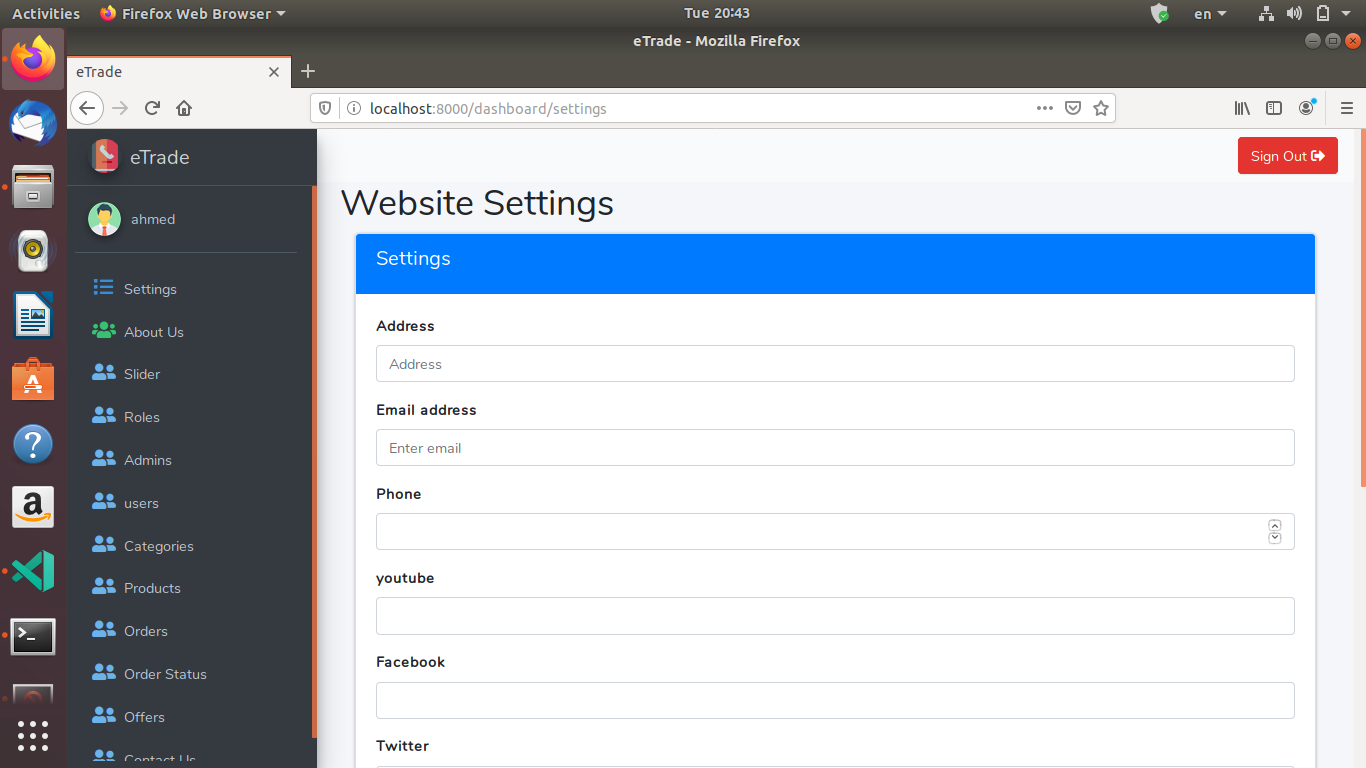 Activities Firefox Web Browser Tue 20:43 en
eTrade - Mozilla Firefox
eTrade
localhost:8000/dashboard/settings
eTrade
Sign Out
ahmed
Settings
About Us
Slider
Roles
Admins
users
Categories
Products
Orders
Order Status
Offers
Contact Us
Website Settings
Settings
Address
Address
Email address
Enter email
Phone
youtube
Facebook
Twitter